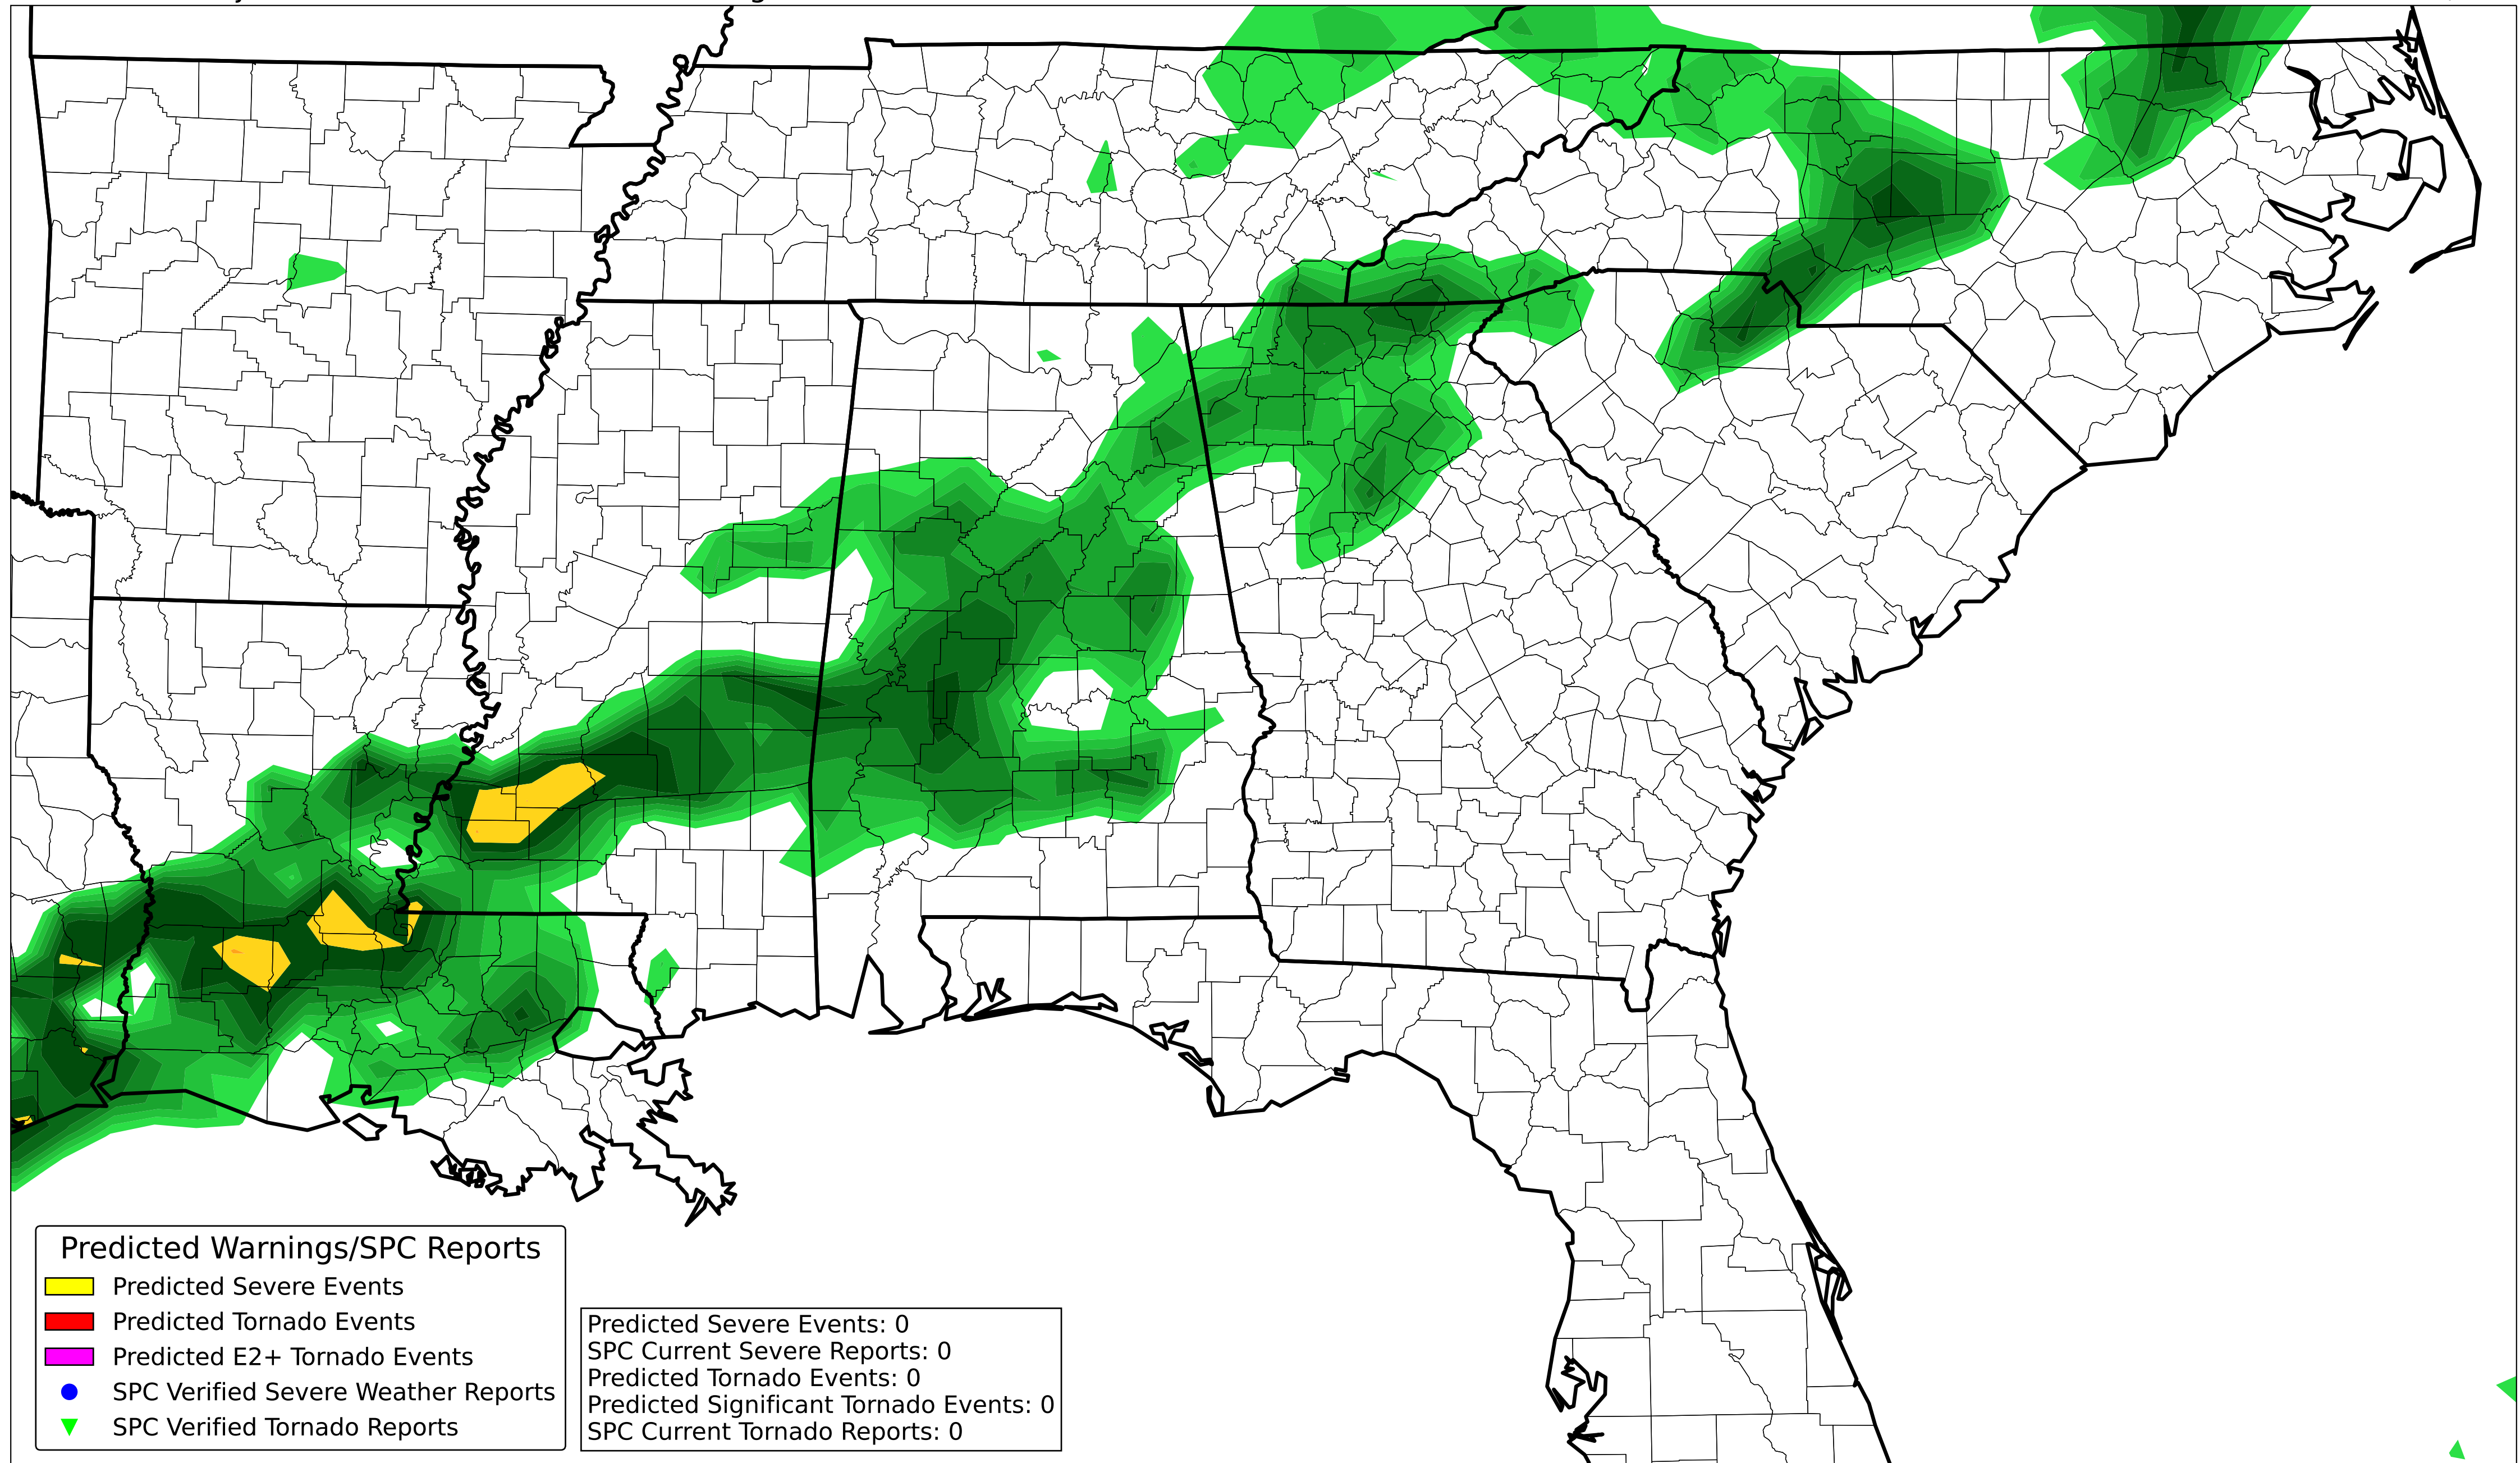 Predicted Warnings/SPC Reports
Predicted Severe Events
Predicted Tornado Events
Predicted E2+ Tornado Events
SPC Verified Severe Weather Reports
SPC Verified Tornado Reports
Predicted Severe Events: 0
SPC Current Severe Reports: 0
Predicted Tornado Events: 0
Predicted Significant Tornado Events: 0
SPC Current Tornado Reports: 0